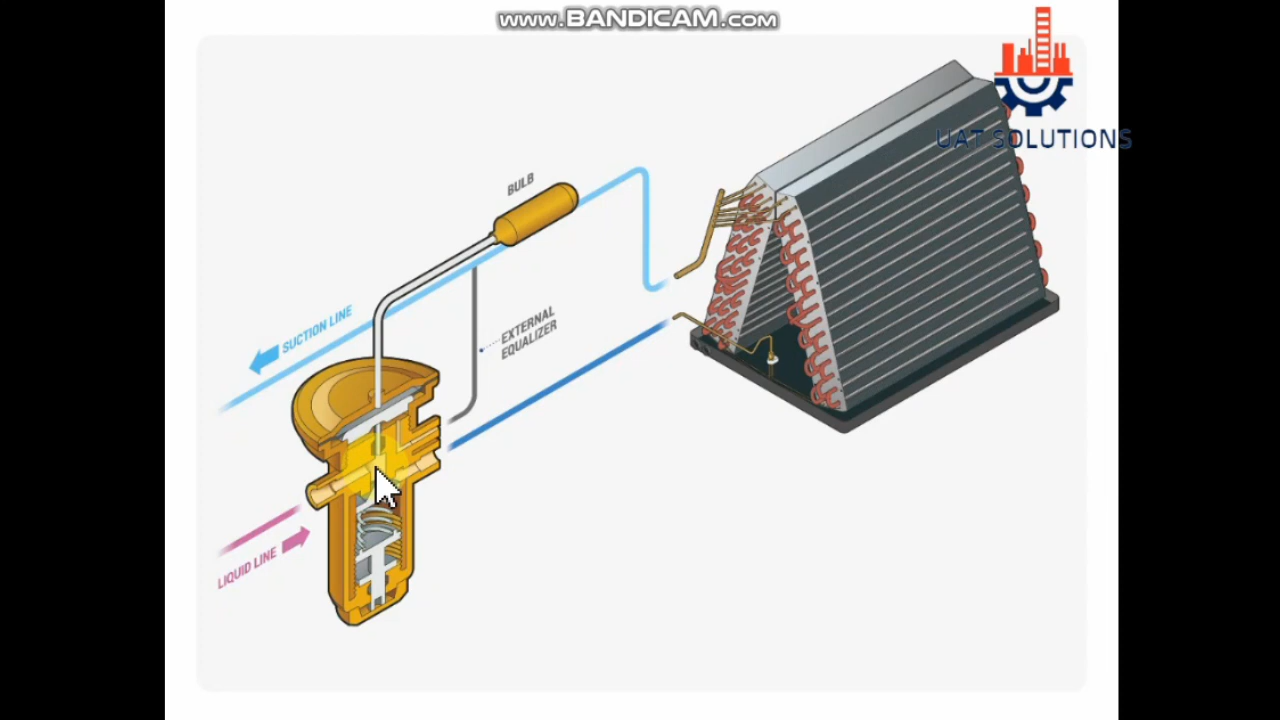 www.BANDICAM.com
UAT SOLUTIONS
BULB
SUCTION LINE
EXTERNAL
EQUALIZER
LIQUID LINE